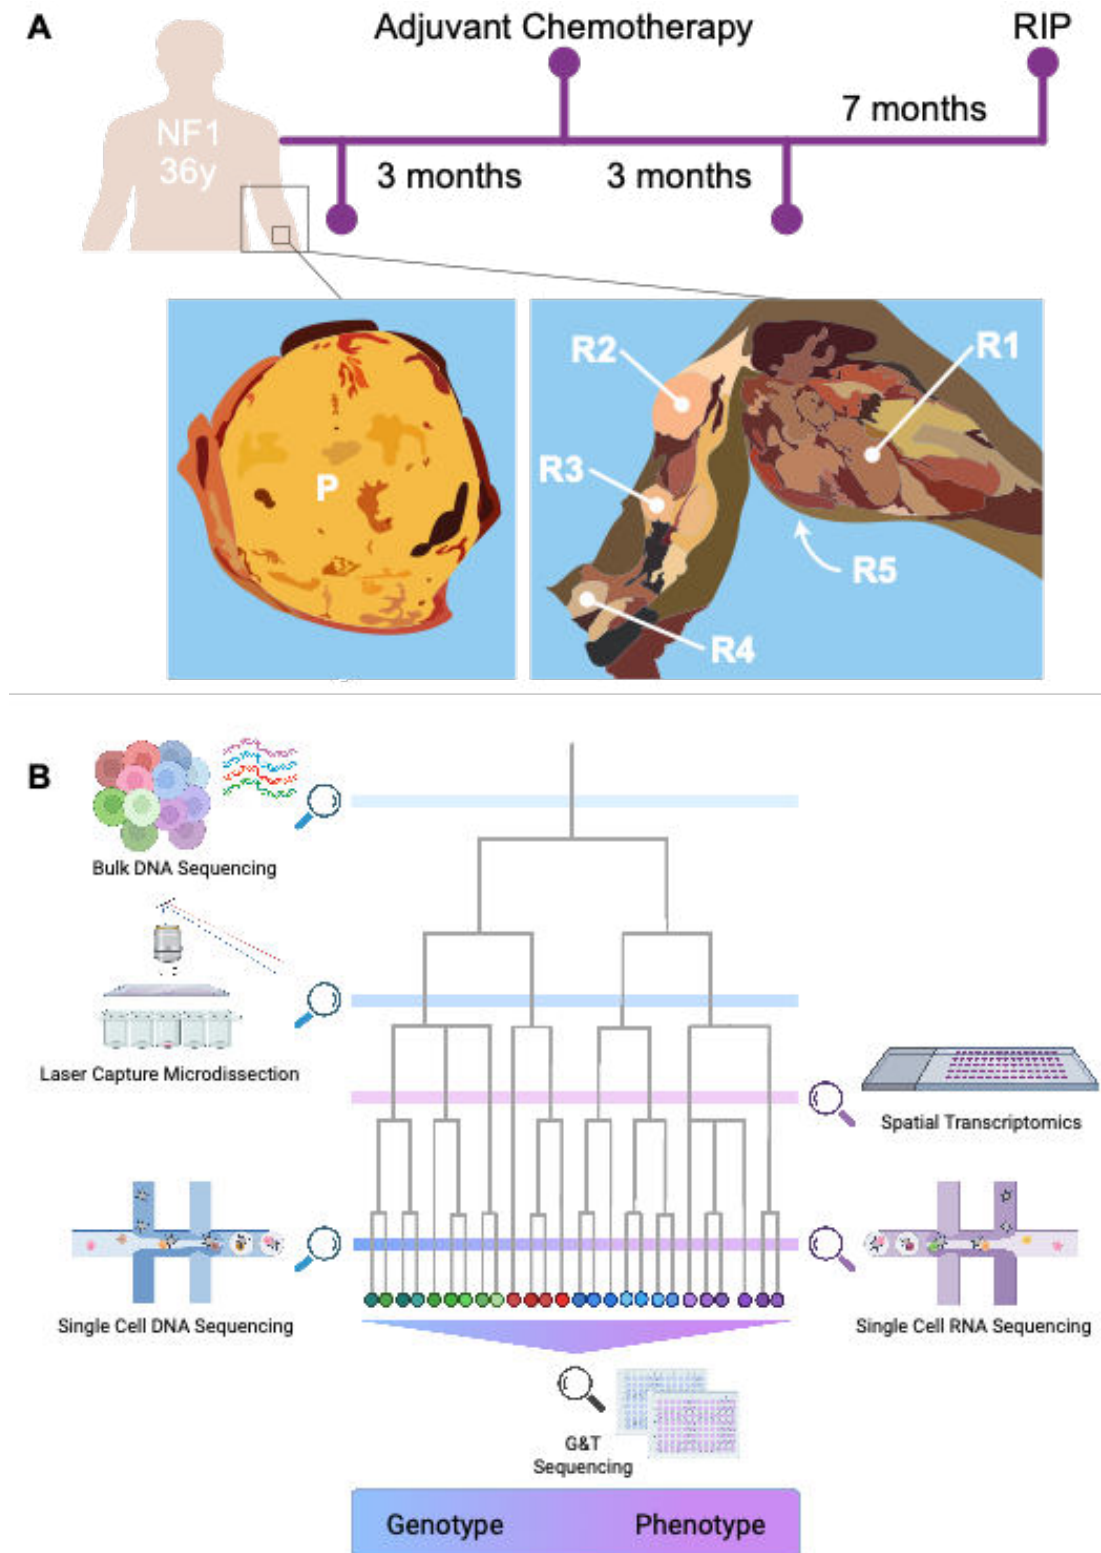 A
Adjuvant Chemotherapy
RIP
NF1
36y
7 months
3 months
3 months
P
R2
R1
R3
R5
R4
B
Bulk DNA Sequencing
Laser Capture Microdissection
Spatial Transcriptomics
Single Cell DNA Sequencing
Single Cell RNA Sequencing
G&T
Sequencing
Genotype
Phenotype